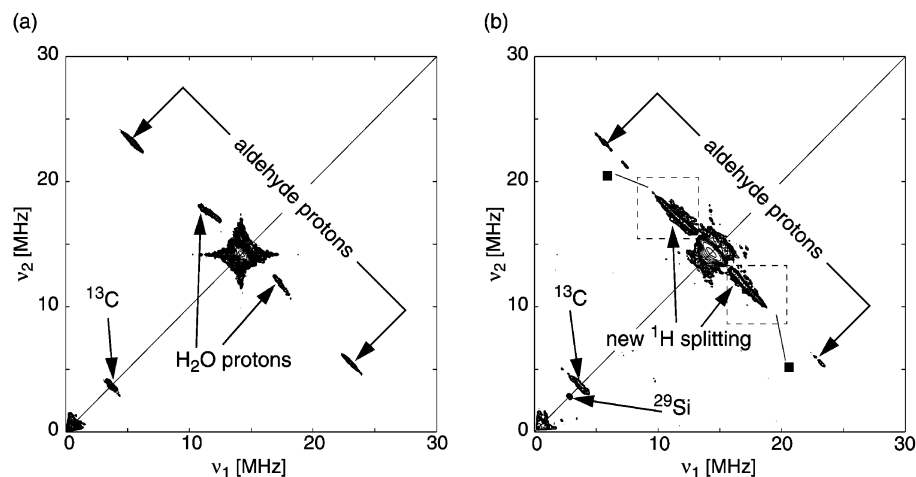 (a)
(b)
30
20
10
0
ν2 [MHz]
0
10
20
30
ν1 [MHz]
aldehyde protons
13C
H2O protons
30
20
10
0
ν2 [MHz]
0
10
20
30
ν1 [MHz]
aldehyde protons
13C
new 1H splitting
29Si